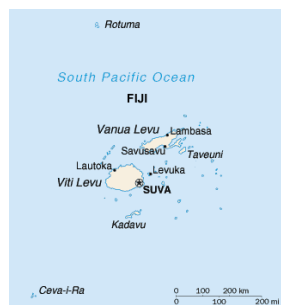 Rotuma
South Pacific Ocean
FIJI
Vanua Levu
Lambasa
Savusavu
Taveuni
Lautoka
Levuka
Viti Levu
SUVA
Kadavu
Ceva-I-Ra
0 100 200 km
0 100 200 mi